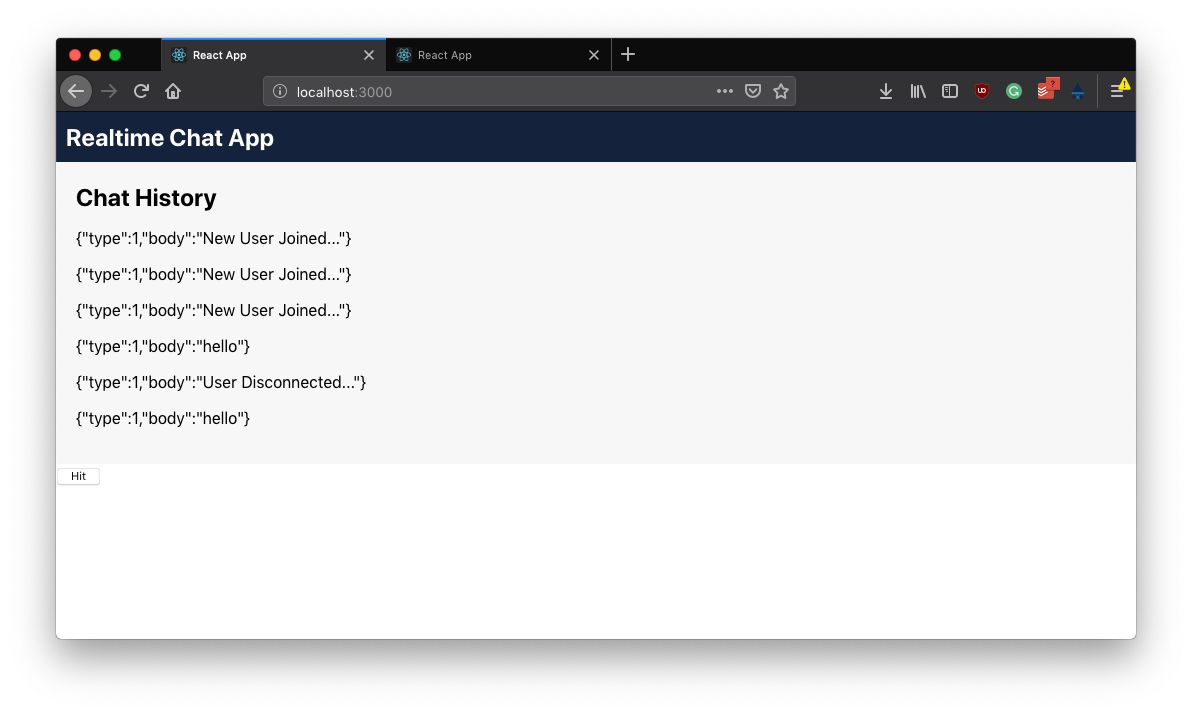 React App
React App
localhost:3000
Realtime Chat App
Chat History
{"type":1,"body":"New User Joined..."}
{"type":1,"body":"New User Joined..."}
{"type":1,"body":"New User Joined..."}
{"type":1,"body":"hello"}
{"type":1,"body":"User Disconnected..."}
{"type":1,"body":"hello"}
Hit